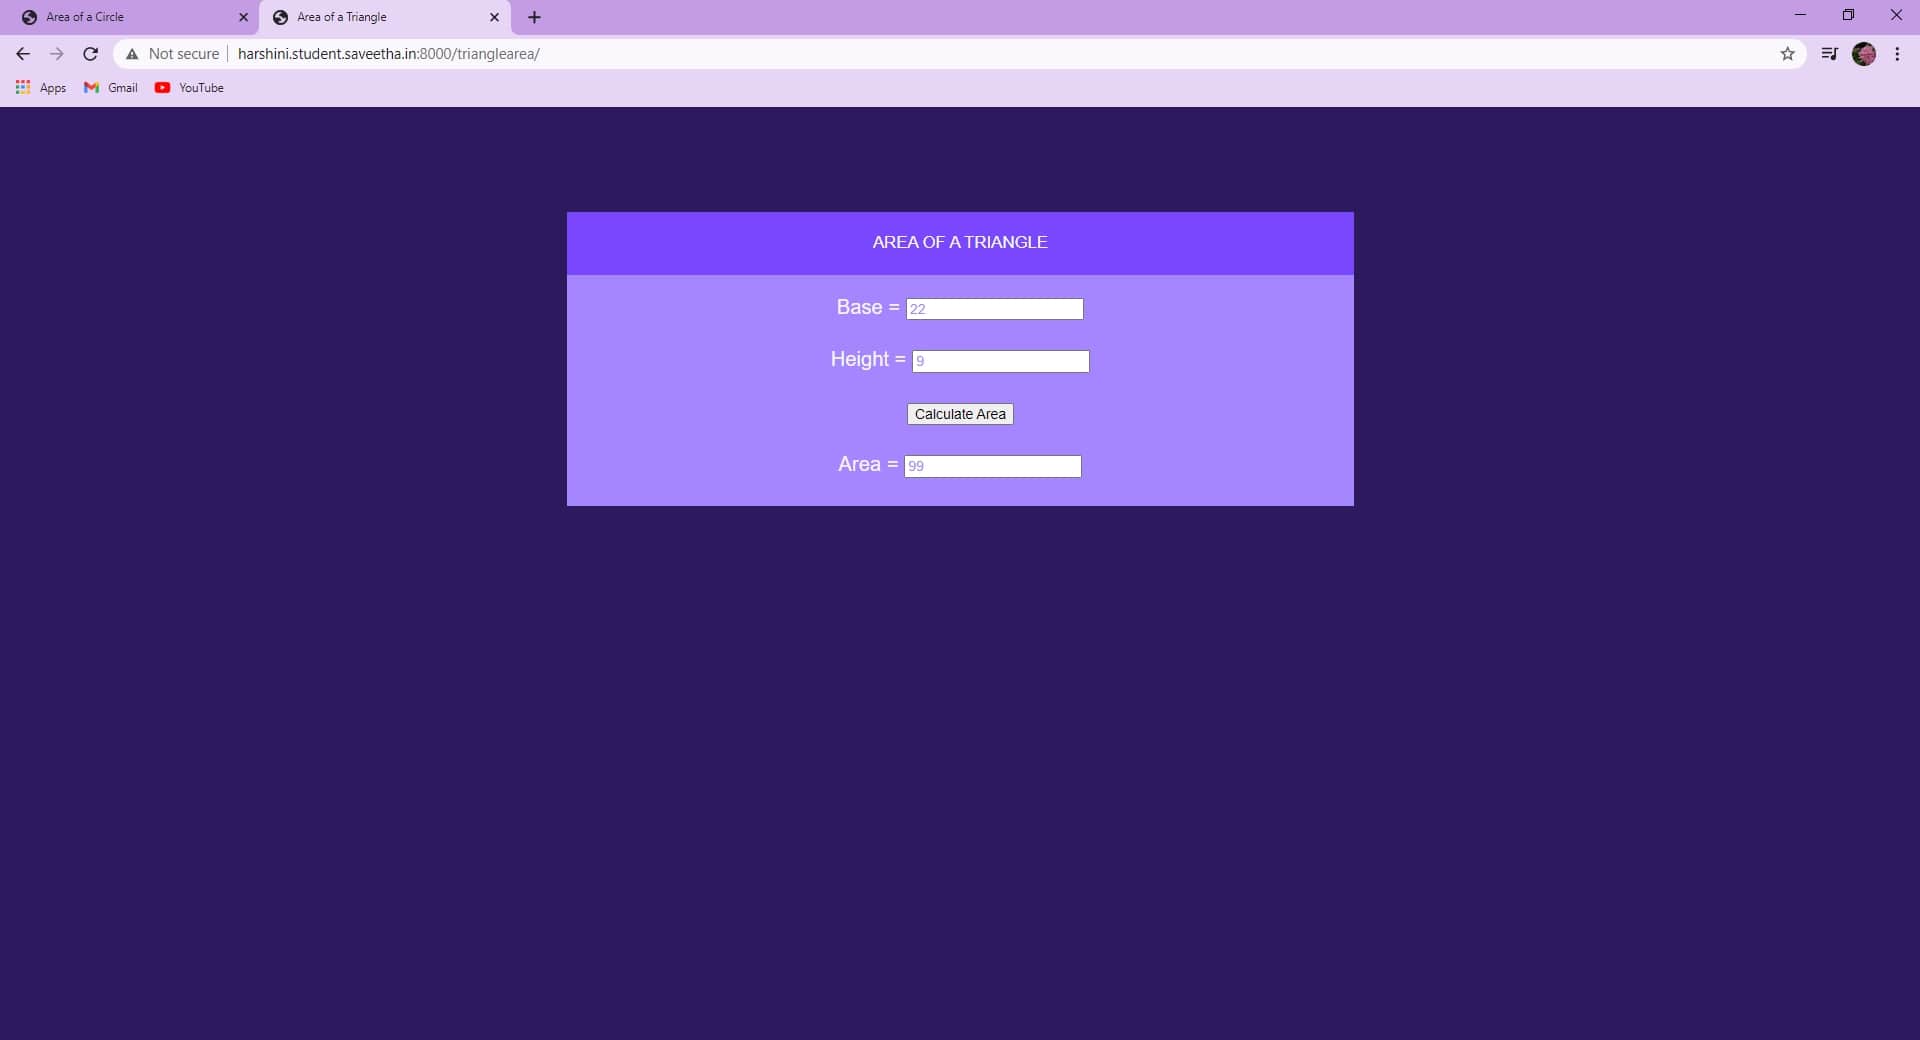 Area of a Circle
Area of a Triangle
Not secure harshini.student.saveetha.in:8000/trianglearea/
Apps Gmail YouTube
AREA OF A TRIANGLE
Base = 22
Height = 9
Calculate Area
Area = 99